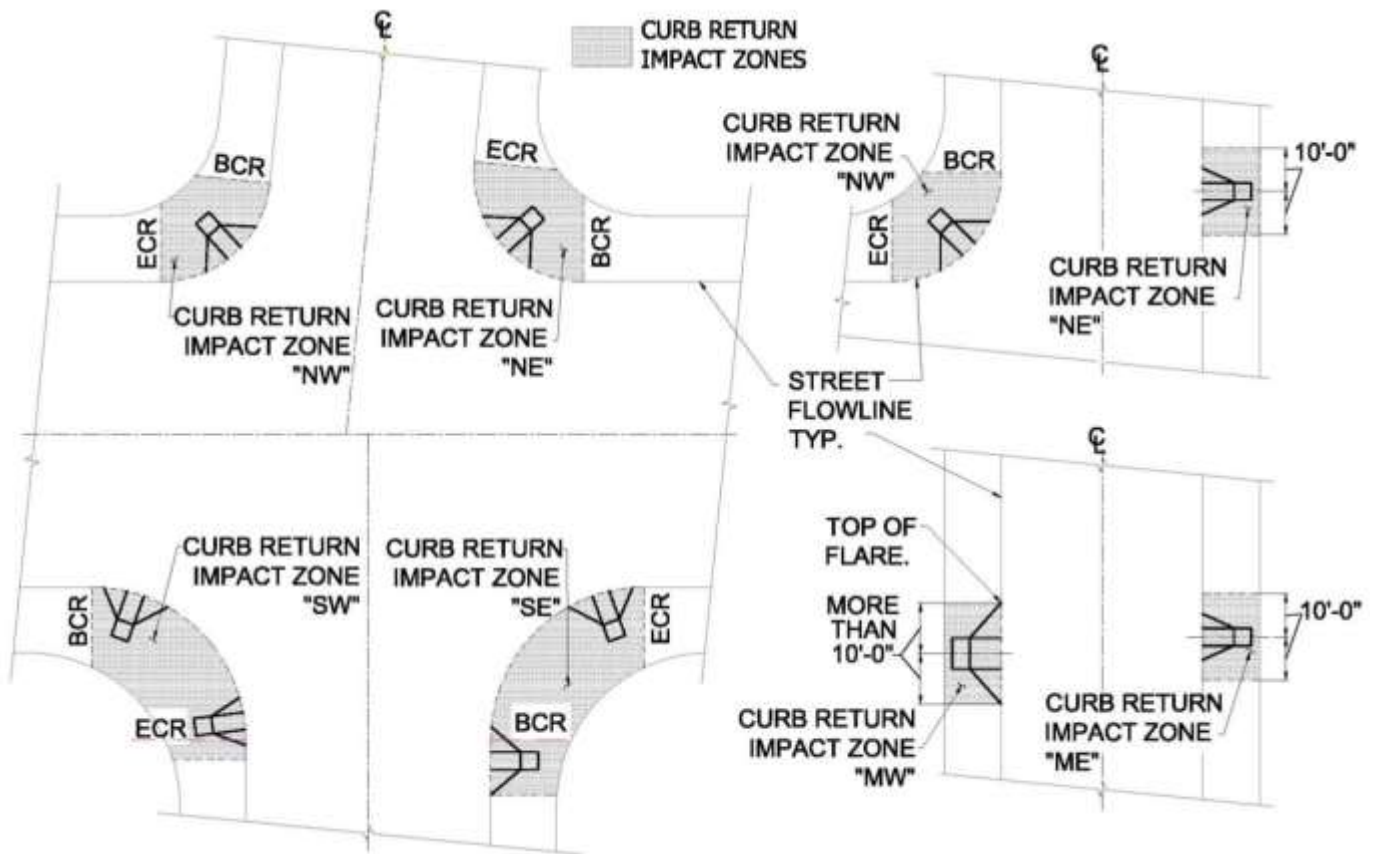 ℄
CURB RETURN
IMPACT ZONES
℄
BCR
ECR
ECR
BCR
CURB RETURN
IMPACT ZONE
"NW"
CURB RETURN
IMPACT ZONE
"NE"
CURB RETURN
IMPACT ZONE
"NW"
BCR
ECR
10'-0"
CURB RETURN
IMPACT ZONE
"NE"
STREET
FLOWLINE
TYP.
CURB RETURN
IMPACT ZONE
"SW"
BCR
ECR
CURB RETURN
IMPACT ZONE
"SE"
ECR
BCR
℄
TOP OF
FLARE.
MORE
THAN
10'-0"
CURB RETURN
IMPACT ZONE
"MW"
10'-0"
CURB RETURN
IMPACT ZONE
"ME"